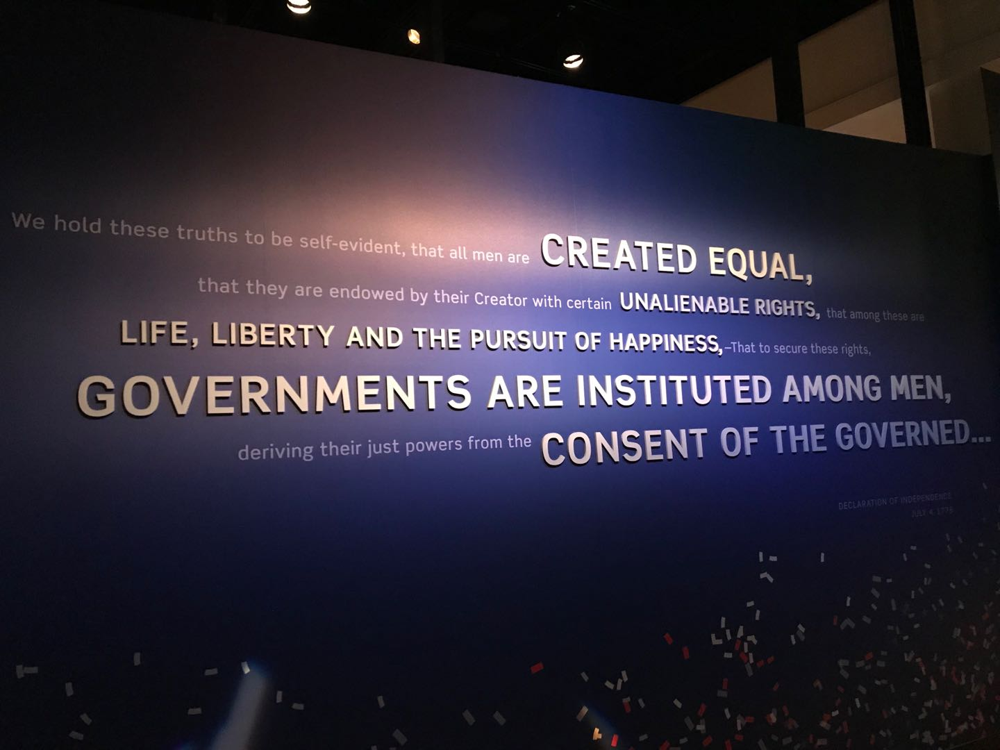 We hold these truths to be self-evident, that all men are CREATED EQUAL,
that they are endowed by their Creator with certain UNALIENABLE RIGHTS, that among these are
LIFE, LIBERTY AND THE PURSUIT OF HAPPINESS,–That to secure these rights,
GOVERNMENTS ARE INSTITUTED AMONG MEN,
deriving their just powers from the CONSENT OF THE GOVERNED...
DECLARATION OF INDEPENDENCE
JULY 4, 1776